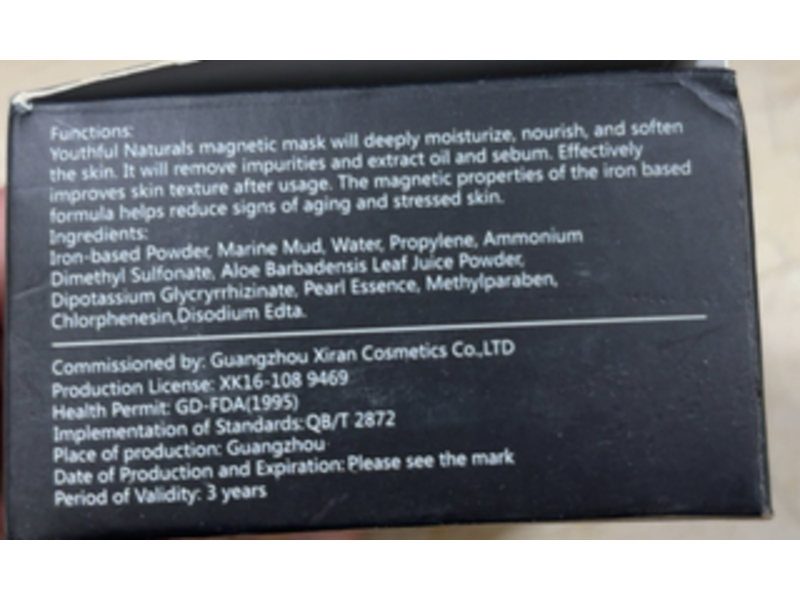 Functions:
Youthful Naturals magnetic mask will deeply moisturize, nourish, and soften
the skin. It will remove impurities and extract oil and sebum. Effectively
improves skin texture after usage. The magnetic properties of the iron based
formula helps reduce signs of aging and stressed skin.
Ingredients:
Iron-based Powder, Marine Mud, Water, Propylene, Ammonium
Dimethyl Sulfonate, Aloe Barbadensis Leaf Juice Powder,
Dipotassium Glycryrrhizinate, Pearl Essence, Methylparaben,
Chlorphenesin,Disodium Edta.
Commissioned by: Guangzhou Xiran Cosmetics Co.,LTD
Production License: XK16-108 9469
Health Permit: GD-FDA(1995)
Implementation of Standards:QB/T 2872
Place of production: Guangzhou
Date of Production and Expiration:Please see the mark
Period of Validity: 3 years